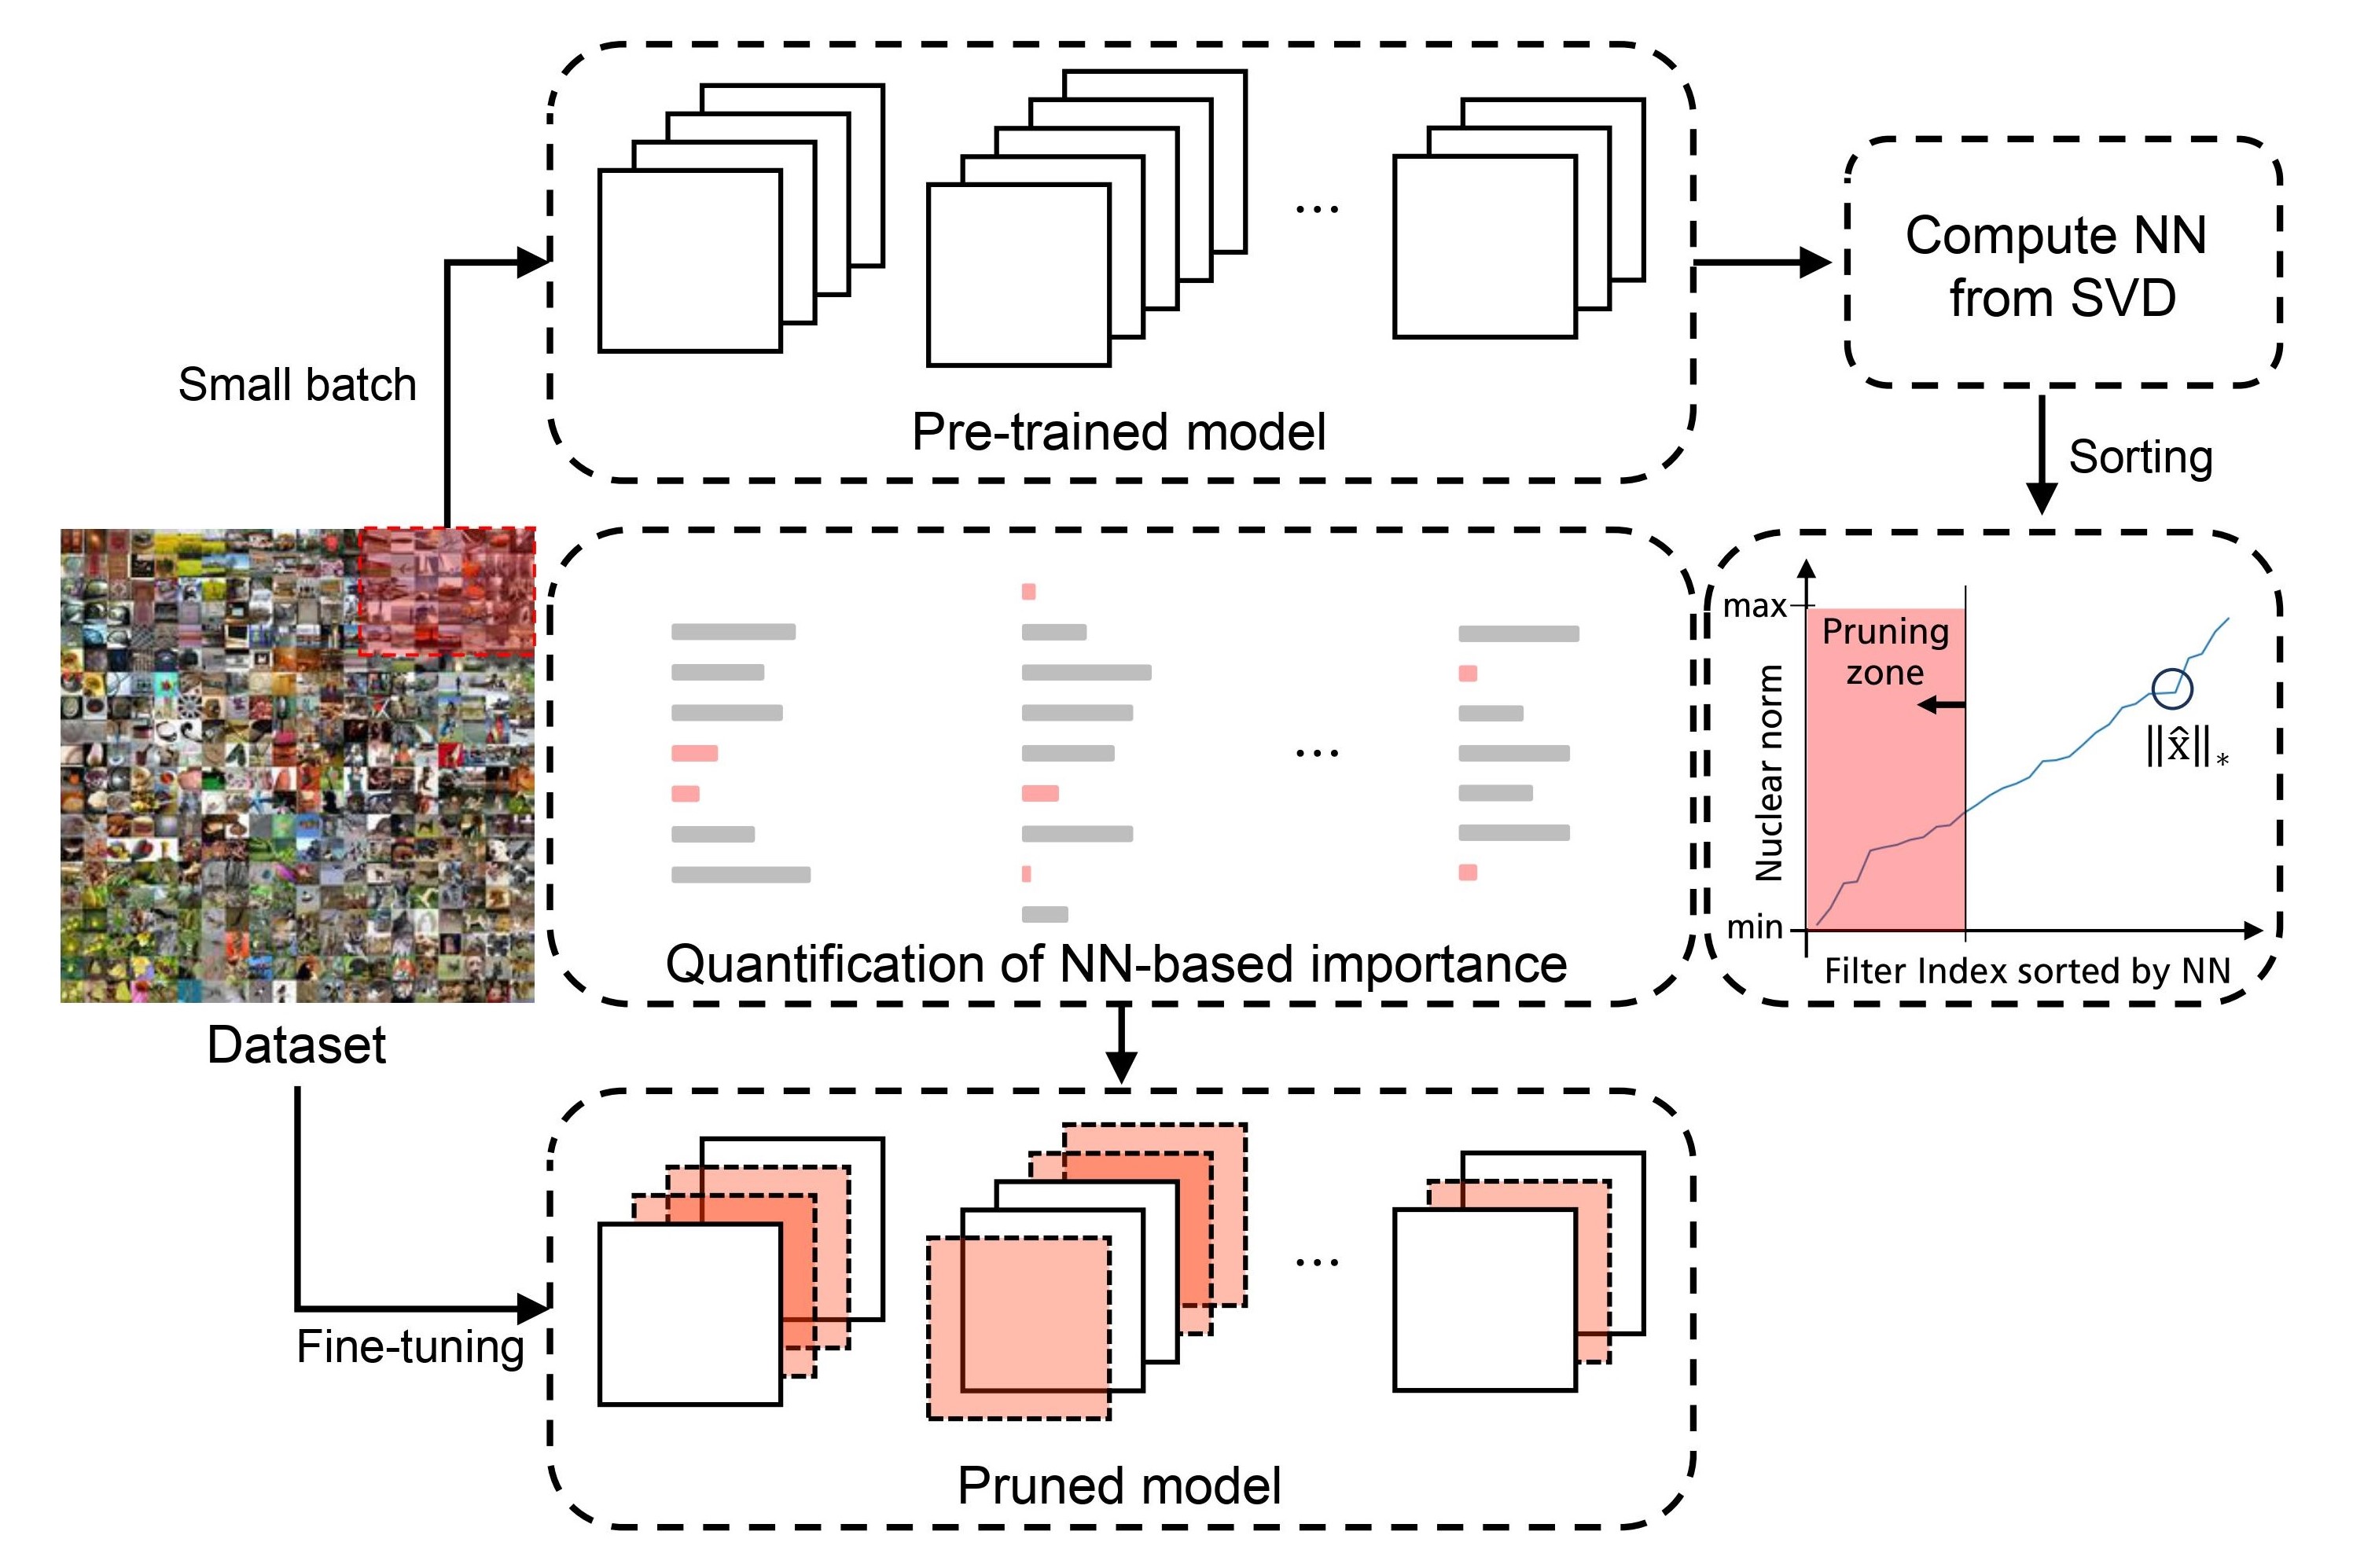 Small batch
...
Pre-trained model
Compute NN
from SVD
Sorting
Dataset
...
Quantification of NN-based importance
max
Pruning
zone
Nuclear norm
‖x̂‖*
min
Filter Index sorted by NN
Fine-tuning
...
Pruned model